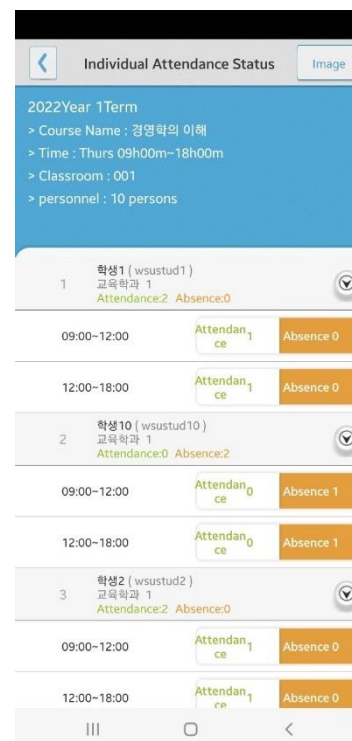 Individual Attendance Status
Image
2022Year 1Term
> Course Name : 경영학의 이해
> Time : Thurs 09h00m~18h00m
> Classroom : 001
> personnel : 10 persons
1
학생1 ( wsustud1 )
교육학과 1
Attendance:2 Absence:0
09:00~12:00
Attendan
ce
1
Absence 0
12:00~18:00
Attendan
ce
1
Absence 0
2
학생10 ( wsustud10 )
교육학과 1
Attendance:0 Absence:2
09:00~12:00
Attendan
ce
0
Absence 1
12:00~18:00
Attendan
ce
0
Absence 1
3
학생2 ( wsustud2 )
교육학과 1
Attendance:2 Absence:0
09:00~12:00
Attendan
ce
1
Absence 0
12:00~18:00
Attendan
ce
1
Absence 0